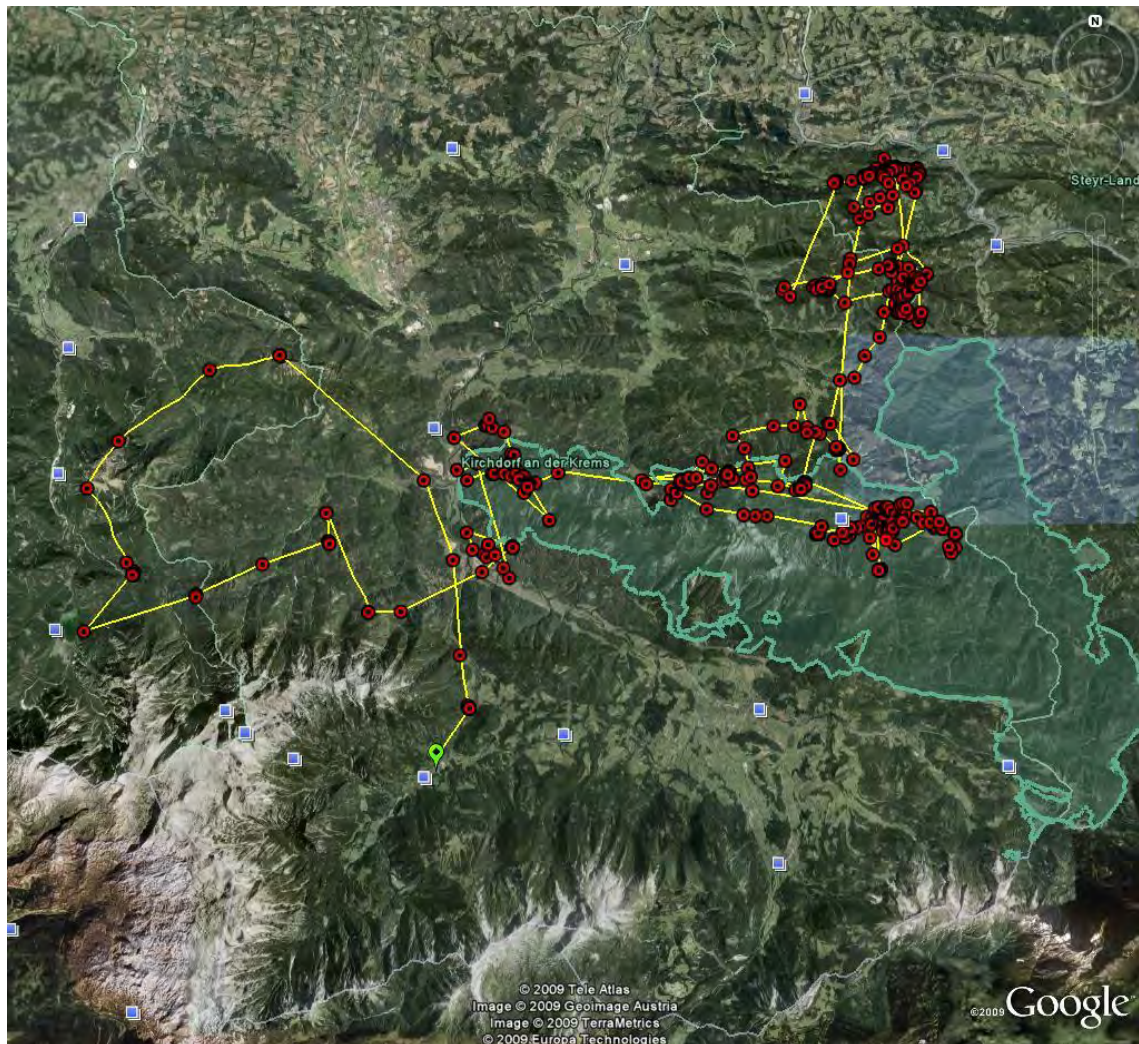 N
Steyr-Land
Kirchdorf an der Krems
© 2009 Tele Atlas
Image © 2009 Geoimage Austria
Image © 2009 TerraMetrics
© 2009 Europa Technologies
©2009 Google